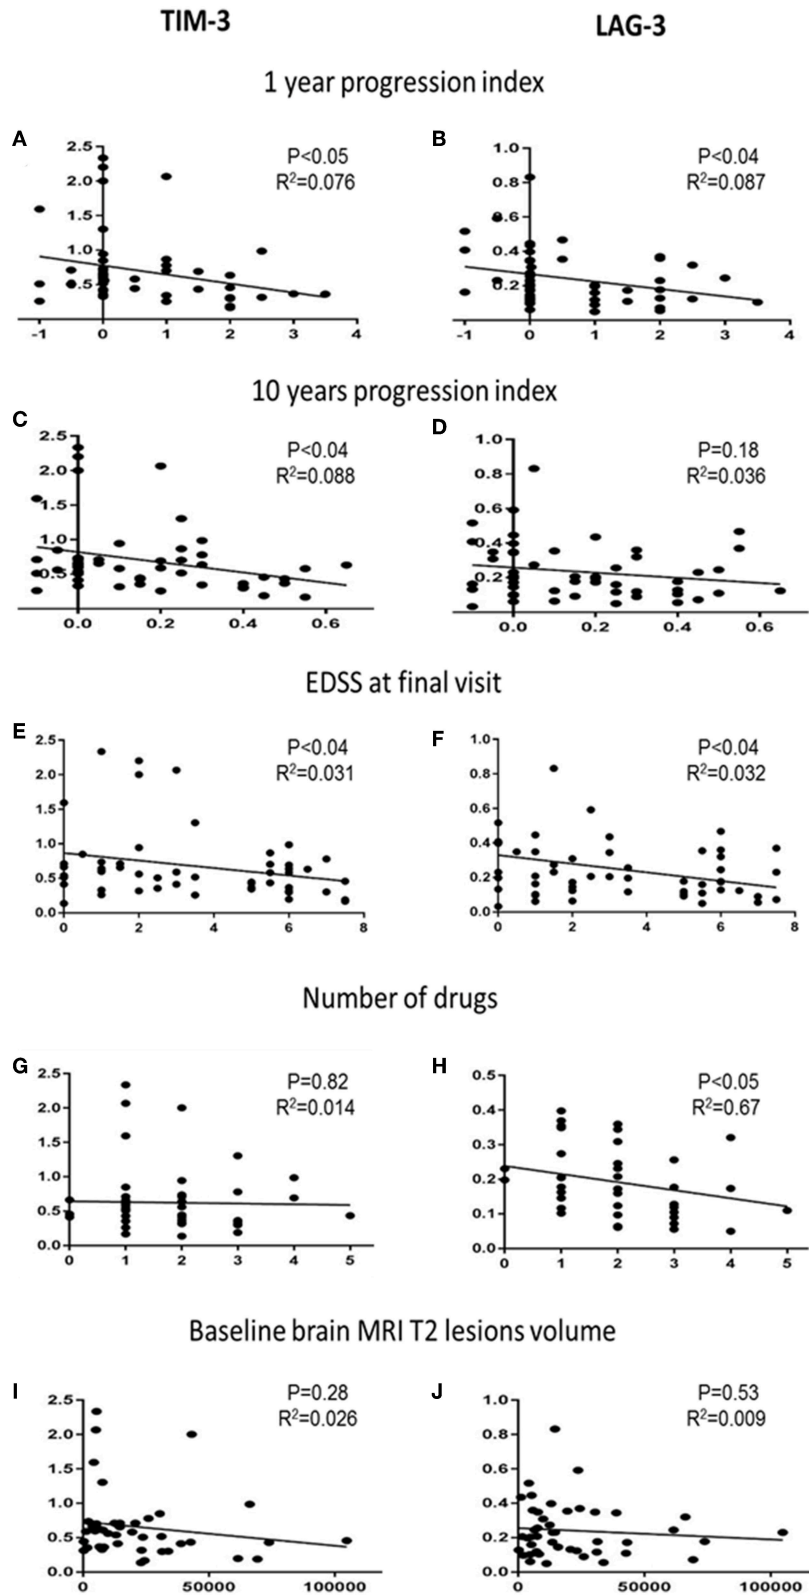 TIM-3 LAG-3
1 year progression index
A B
P<0.05
R²=0.076
2.5
2.0
1.5
1.0
0.5
-1 0 1 2 3 4
P<0.04
R²=0.087
1.0
0.8
0.6
0.4
0.2
-1 0 1 2 3 4
10 years progression index
C D
P<0.04
R²=0.088
2.5
2.0
1.5
1.0
0.5
0.0 0.2 0.4 0.6
P=0.18
R²=0.036
1.0
0.8
0.6
0.4
0.2
0.0 0.2 0.4 0.6
EDSS at final visit
E F
P<0.04
R²=0.031
2.5
2.0
1.5
1.0
0.5
0.0
0 2 4 6 8
P<0.04
R²=0.032
1.0
0.8
0.6
0.4
0.2
0.0
0 2 4 6 8
Number of drugs
G H
P=0.82
R²=0.014
2.5
2.0
1.5
1.0
0.5
0.0
0 1 2 3 4 5
P<0.05
R²=0.67
0.5
0.4
0.3
0.2
0.1
0.0
0 1 2 3 4 5
Baseline brain MRI T2 lesions volume
I J
P=0.28
R²=0.026
2.5
2.0
1.5
1.0
0.5
0.0
0 50000 100000
P=0.53
R²=0.009
1.0
0.8
0.6
0.4
0.2
0.0
0 50000 100000